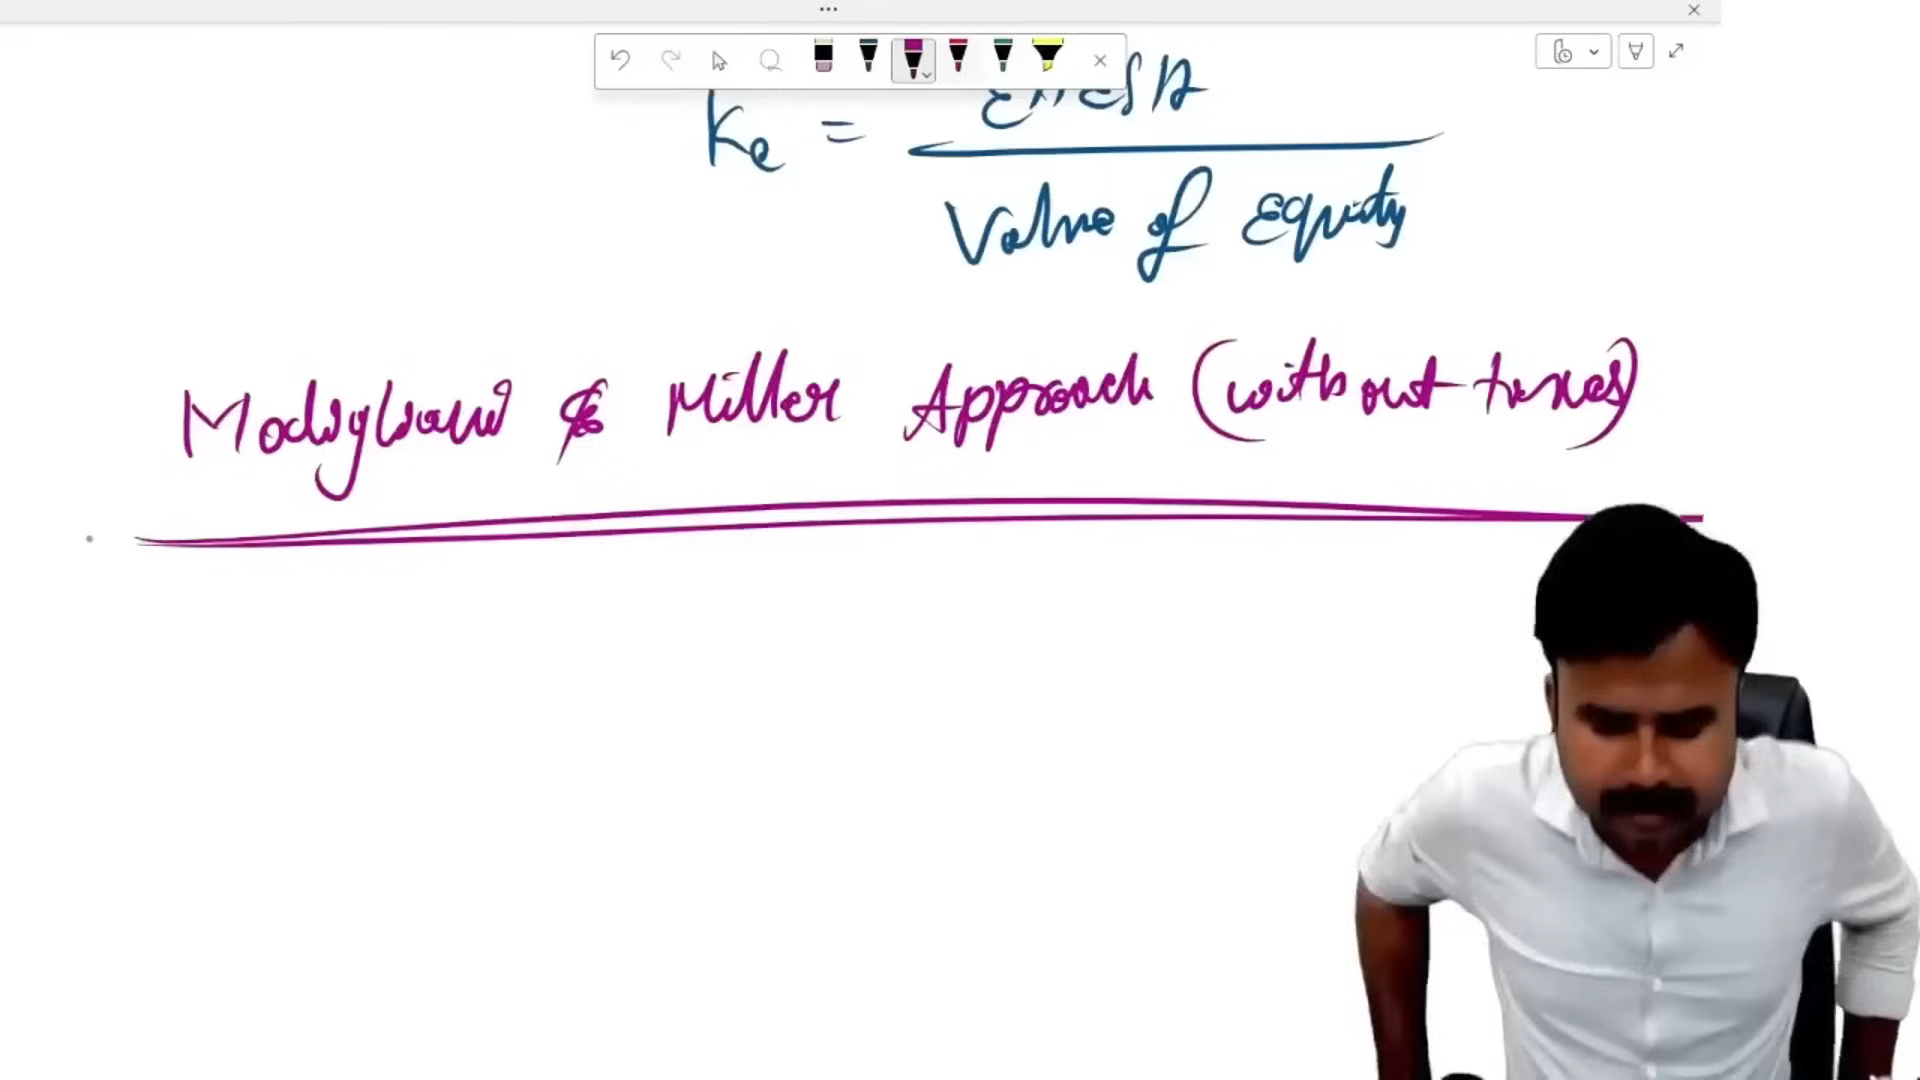 Ke =
Value of Equity
Modigliani & Miller Approach (without taxes)